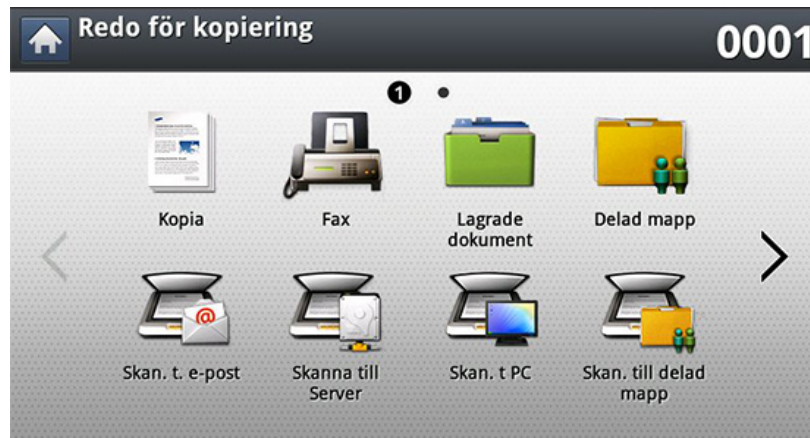 Redo för kopiering
0001
1
Kopia
Fax
Lagrade
dokument
Delad mapp
Skan. t. e-post
Skanna till
Server
Skan. t PC
Skan. till delad
mapp